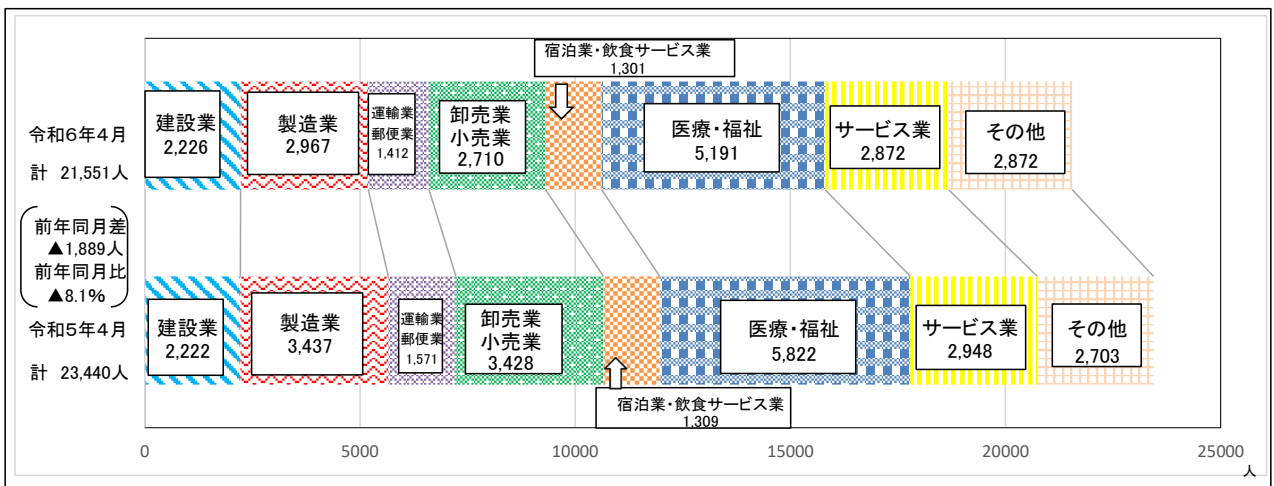 宿泊業・飲食サービス業
1,301
令和6年4月
計 21,551人
建設業
2,226
製造業
2,967
運輸業
郵便業
1,412
卸売業
小売業
2,710
医療・福祉
5,191
サービス業
2,872
その他
2,872
前年同月差
▲1,889人
前年同月比
▲8.1%
令和5年4月
計 23,440人
建設業
2,222
製造業
3,437
運輸業
郵便業
1,571
卸売業
小売業
3,428
医療・福祉
5,822
サービス業
2,948
その他
2,703
宿泊業・飲食サービス業
1,309
0 5000 10000 15000 20000 25000
人